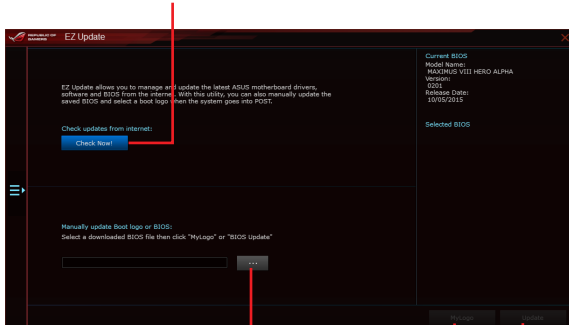 REPUBLIC OF GAMERS
EZ Update
Current BIOS
Model Name:
MAXIMUS VIII HERO ALPHA
Version:
0201
Release Date:
10/05/2015
Selected BIOS
EZ Update allows you to manage and update the latest ASUS motherboard drivers,
software and BIOS from the internet. With this utility, you can also manually update the
saved BIOS and select a boot logo when the system goes into POST.
Check updates from internet:
Check Now!
Manually update Boot logo or BIOS:
Select a downloaded BIOS file then click "MyLogo" or "BIOS Update"
...
MyLogo
Update